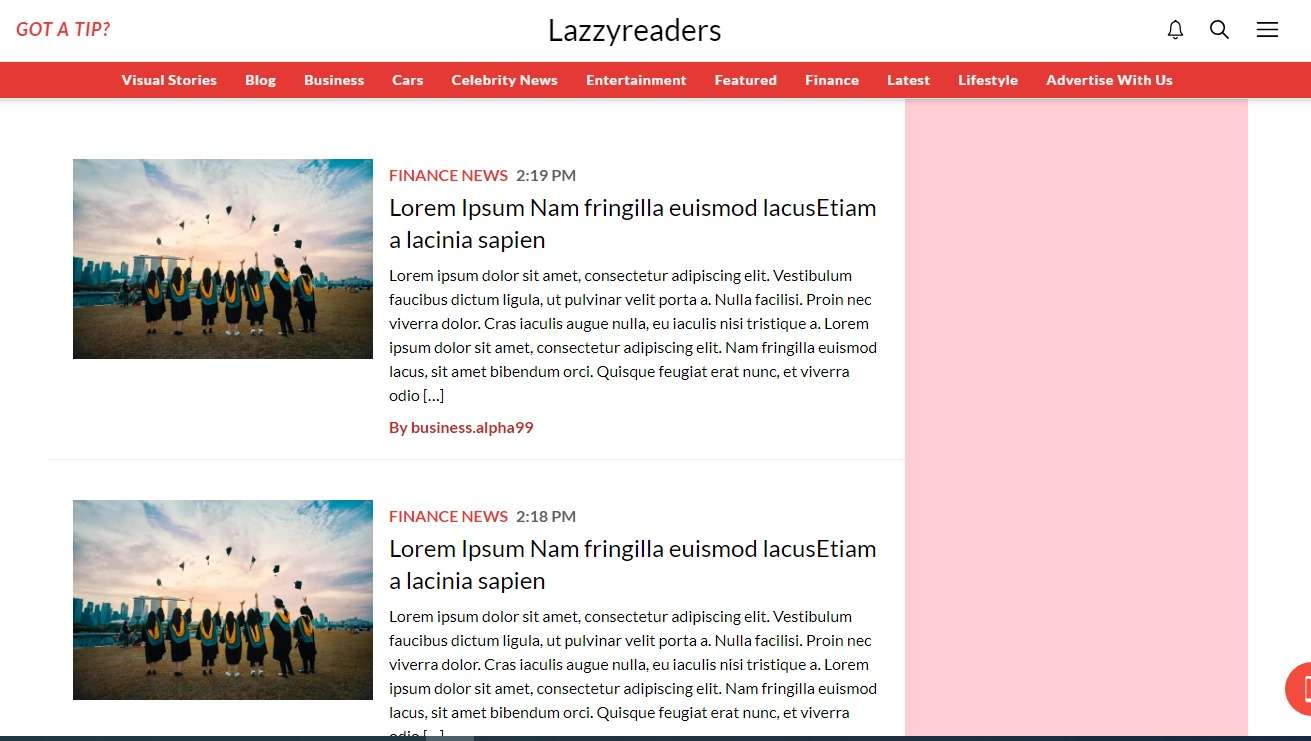 GOT A TIP?
Lazzyreaders
Visual Stories Blog Business Cars Celebrity News Entertainment Featured Finance Latest Lifestyle Advertise With Us
FINANCE NEWS 2:19 PM
Lorem Ipsum Nam fringilla euismod lacusEtiam
a lacinia sapien
Lorem ipsum dolor sit amet, consectetur adipiscing elit. Vestibulum
faucibus dictum ligula, ut pulvinar velit porta a. Nulla facilisi. Proin nec
viverra dolor. Cras iaculis augue nulla, eu iaculis nisi tristique a. Lorem
ipsum dolor sit amet, consectetur adipiscing elit. Nam fringilla euismod
lacus, sit amet bibendum orci. Quisque feugiat erat nunc, et viverra
odio […]
By business.alpha99
FINANCE NEWS 2:18 PM
Lorem Ipsum Nam fringilla euismod lacusEtiam
a lacinia sapien
Lorem ipsum dolor sit amet, consectetur adipiscing elit. Vestibulum
faucibus dictum ligula, ut pulvinar velit porta a. Nulla facilisi. Proin nec
viverra dolor. Cras iaculis augue nulla, eu iaculis nisi tristique a. Lorem
ipsum dolor sit amet, consectetur adipiscing elit. Nam fringilla euismod
lacus, sit amet bibendum orci. Quisque feugiat erat nunc, et viverra
odio […]